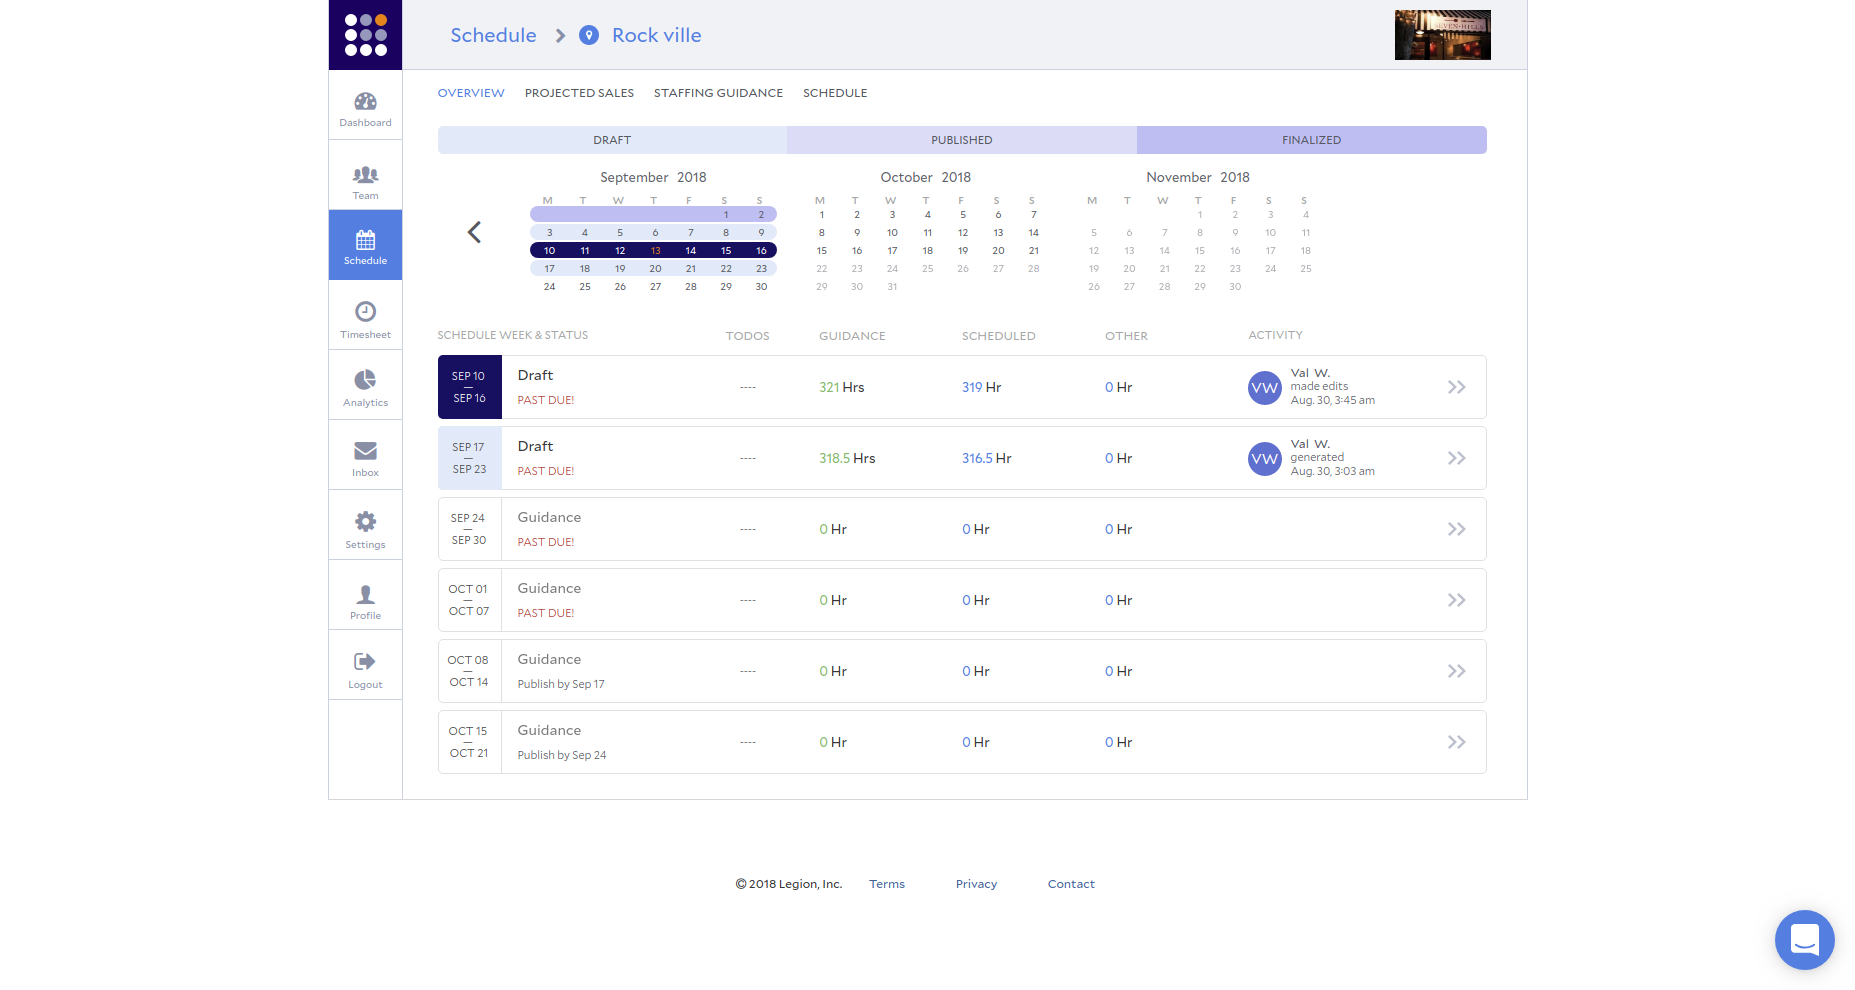 Schedule Rock ville
SEVEN HILLS
OVERVIEW PROJECTED SALES STAFFING GUIDANCE SCHEDULE
DRAFT PUBLISHED FINALIZED
Dashboard
Team
Schedule
Timesheet
Analytics
Inbox
Settings
Profile
Logout
September 2018
M T W T F S S
1 2
3 4 5 6 7 8 9
10 11 12 13 14 15 16
17 18 19 20 21 22 23
24 25 26 27 28 29 30
October 2018
M T W T F S S
1 2 3 4 5 6 7
8 9 10 11 12 13 14
15 16 17 18 19 20 21
22 23 24 25 26 27 28
29 30 31
November 2018
M T W T F S S
1 2 3 4
5 6 7 8 9 10 11
12 13 14 15 16 17 18
19 20 21 22 23 24 25
26 27 28 29 30
SCHEDULE WEEK & STATUS TODOS GUIDANCE SCHEDULED OTHER ACTIVITY
SEP 10 — SEP 16 Draft PAST DUE! ---- 321 Hrs 319 Hr 0 Hr VW Val W. made edits Aug. 30, 3:45 am
SEP 17 — SEP 23 Draft PAST DUE! ---- 318.5 Hrs 316.5 Hr 0 Hr VW Val W. generated Aug. 30, 3:03 am
SEP 24 — SEP 30 Guidance PAST DUE! ---- 0 Hr 0 Hr 0 Hr
OCT 01 — OCT 07 Guidance PAST DUE! ---- 0 Hr 0 Hr 0 Hr
OCT 08 — OCT 14 Guidance Publish by Sep 17 ---- 0 Hr 0 Hr 0 Hr
OCT 15 — OCT 21 Guidance Publish by Sep 24 ---- 0 Hr 0 Hr 0 Hr
© 2018 Legion, Inc. Terms Privacy Contact